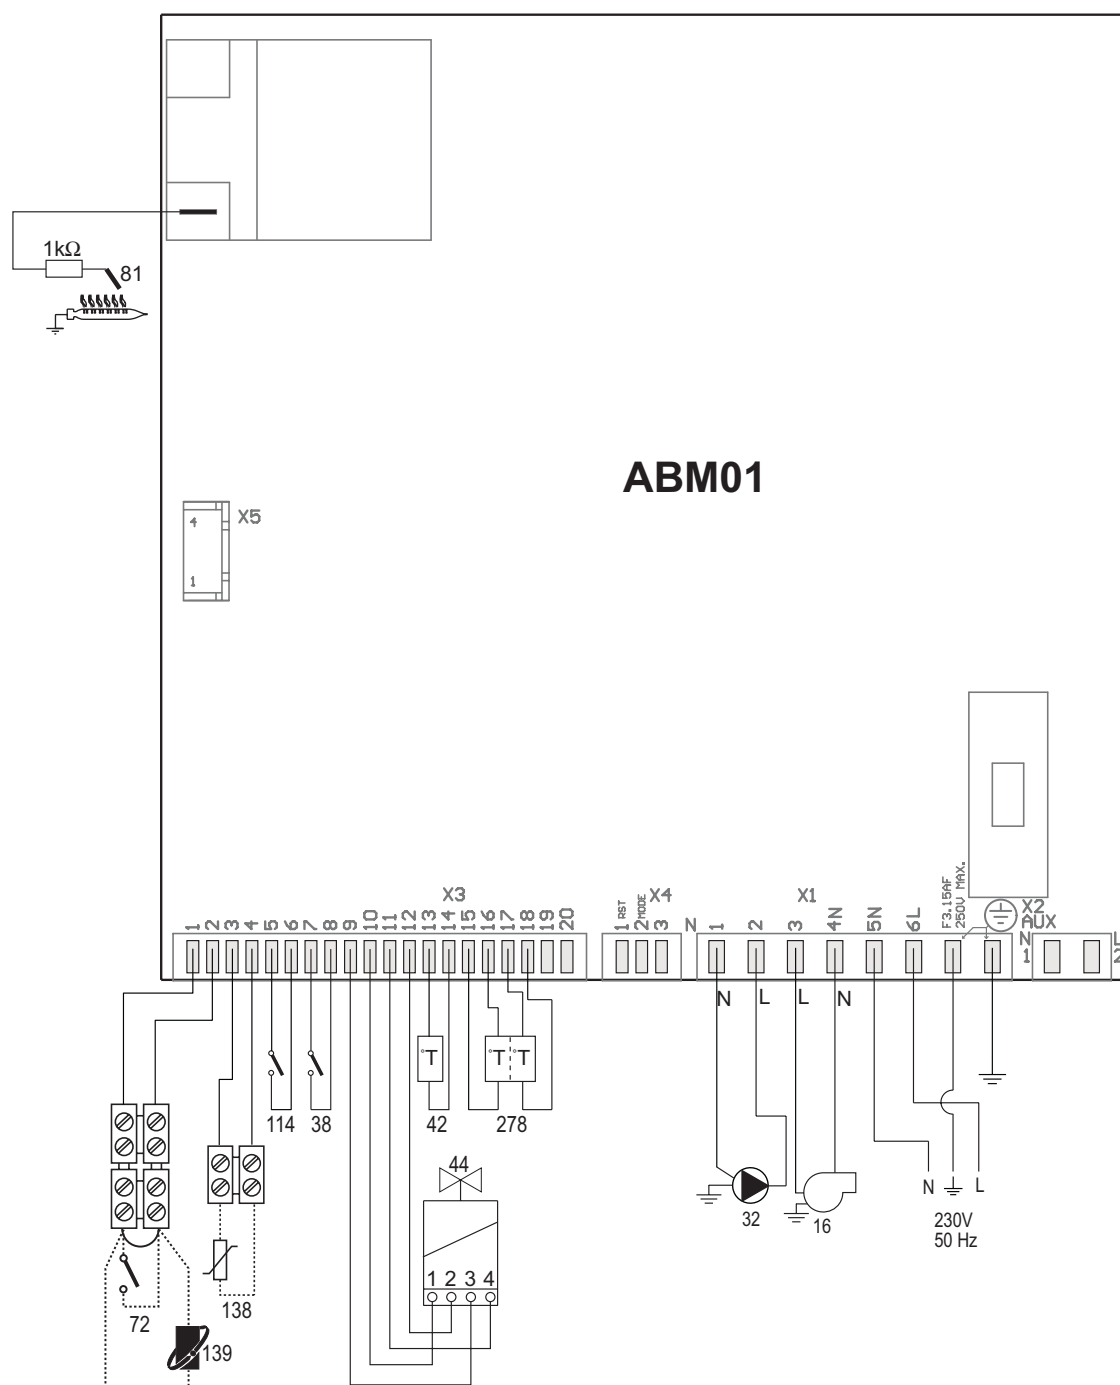 1kΩ
81
ABM01
X5
4
1
F3.15AF
250V MAX.
X3
X4
X1
X2
AUX
1 2 3 4 5 6 7 8 9 10 11 12 13 14 15 16 17 18 19 20
1 RST
2 MODE
3
N
1 2 3 4N 5N 6L
N
1
L
2
N L L N
°T
°T °T
114 38 42 278
44
1 2 3 4
72
138
139
32
16
N L
230V
50 Hz